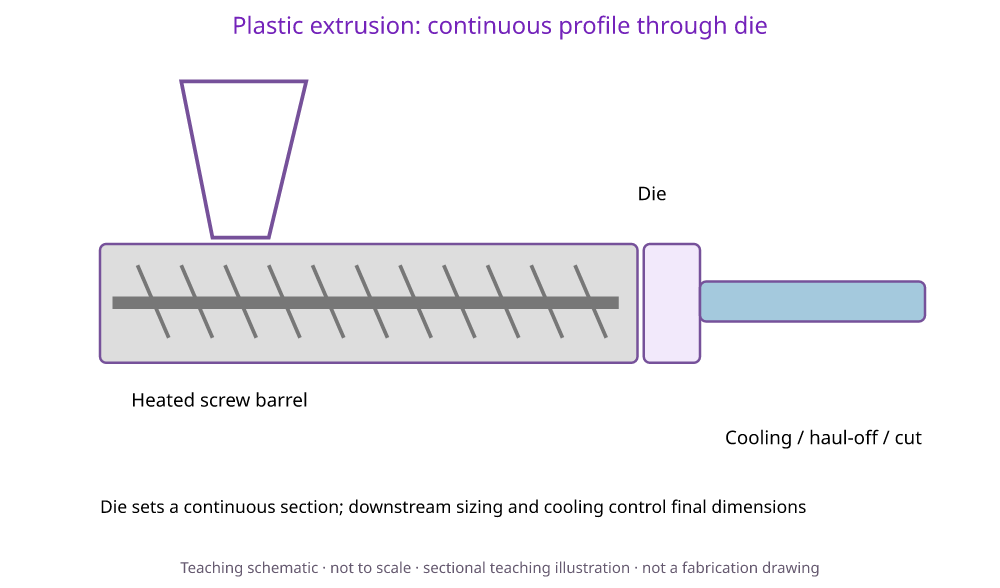 Plastic extrusion: continuous profile through die
Die
Heated screw barrel
Cooling / haul-off / cut
Die sets a continuous section; downstream sizing and cooling control final dimensions
Teaching schematic · not to scale · sectional teaching illustration · not a fabrication drawing